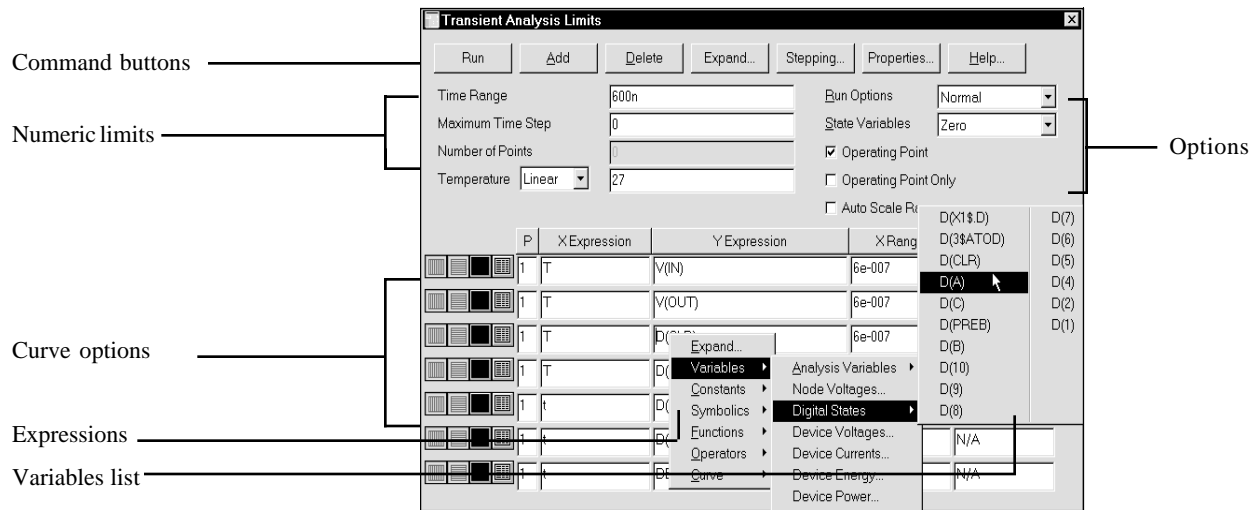 Transient Analysis Limits
Command buttons
Run Add Delete Expand... Stepping... Properties... Help...
Numeric limits
Time Range 600n
Maximum Time Step 0
Number of Points 0
Temperature Linear 27
Run Options Normal
State Variables Zero
Operating Point
Operating Point Only
Auto Scale
Options
P X Expression Y Expression
Curve options
1 T V(IN) 6e-007
1 T V(OUT) 6e-007
1 T 6e-007
1 T
1 t
1 t N/A
1 t N/A
Expressions
Variables list
Expand...
Variables
Constants
Symbolics
Functions
Operators
Curve
Analysis Variables
Node Voltages...
Digital States
Device Voltages...
Device Currents...
Device Energy...
Device Power...
D(X1$.D) D(7)
D(3$ATOD) D(6)
D(CLR) D(5)
D(A) D(4)
D(C) D(2)
D(PREB) D(1)
D(B)
D(10)
D(9)
D(8)